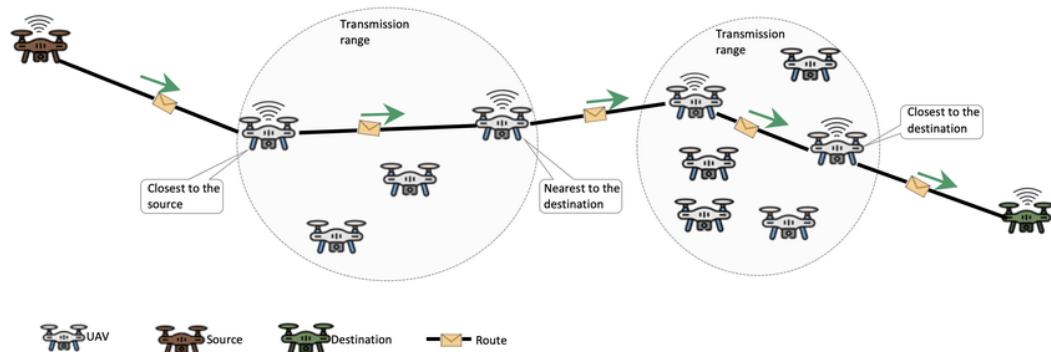 Transmission
range
Transmission
range
Closest to the
destination
Closest to the
source
Nearest to the
destination
UAV
Source
Destination
Route